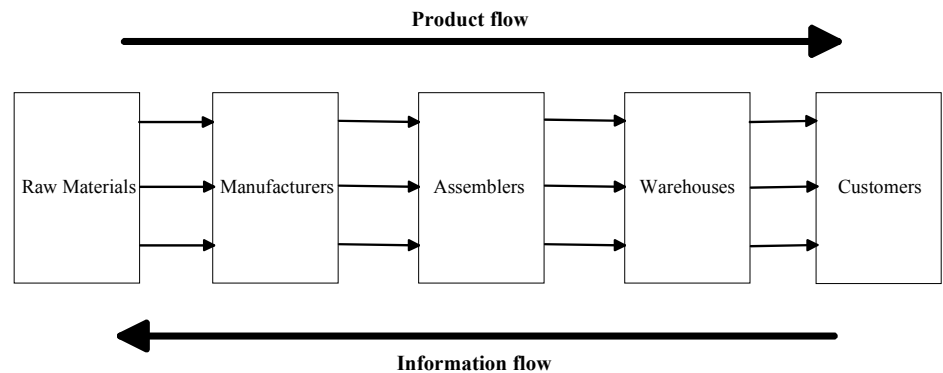 Product flow
Raw Materials
Manufacturers
Assemblers
Warehouses
Customers
Information flow